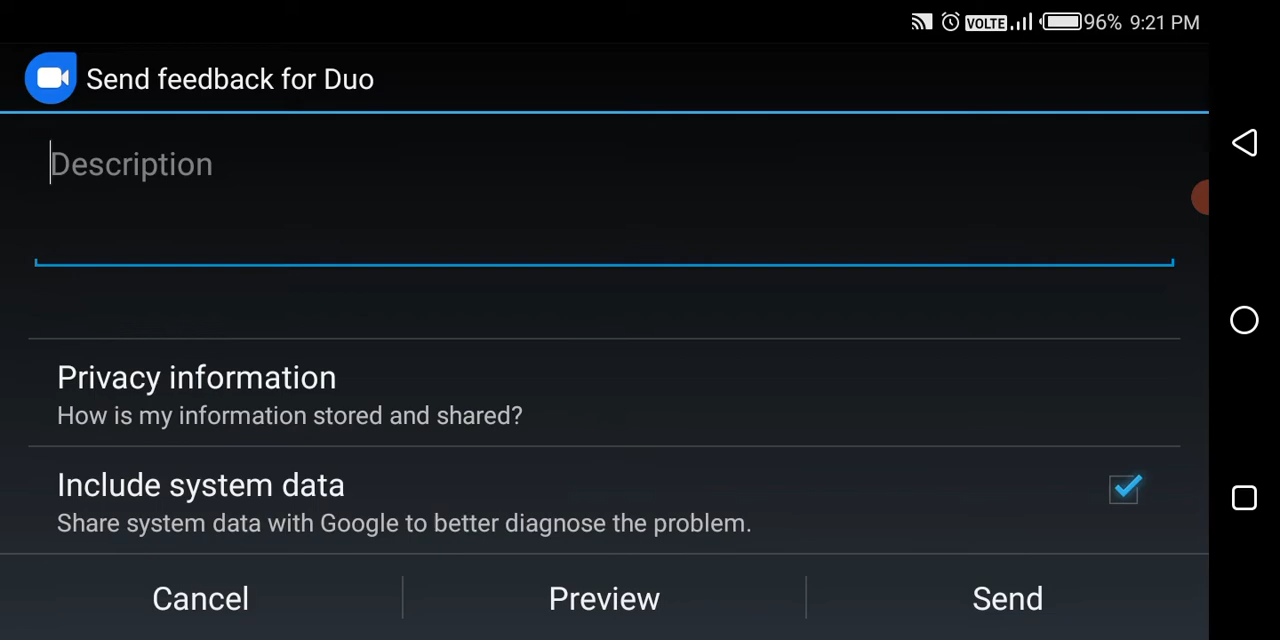 VOLTE 96% 9:21 PM
Send feedback for Duo
Description
Privacy information
How is my information stored and shared?
Include system data
Share system data with Google to better diagnose the problem.
Cancel Preview Send